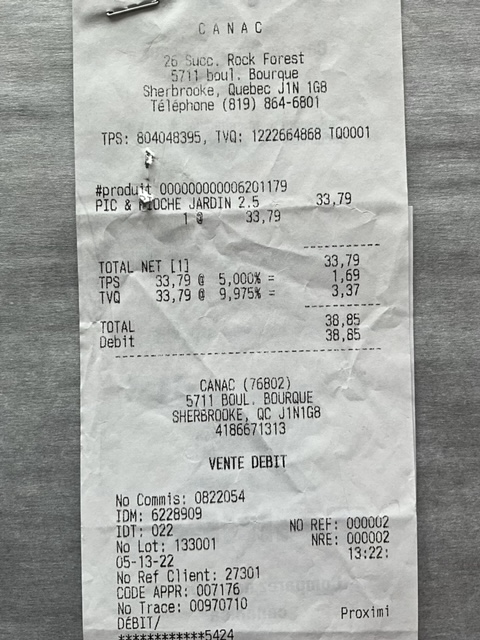 CANAC
26 Succ. Rock Forest
5711 boul. Bourque
Sherbrooke, Quebec J1N 1G8
Téléphone (819) 864-6801
TPS: 804048395, TVQ: 1222664868 TQ0001
#produit 000000000006201179
PIC & PIOCHE JARDIN 2.5 33,79
1 @ 33,79
TOTAL NET [1] 33,79
TPS 33,79 @ 5,000% = 1,69
TVQ 33,79 @ 9,975% = 3,37
TOTAL 38,85
Debit 38,85
CANAC (76802)
5711 BOUL. BOURQUE
SHERBROOKE, QC J1N1G8
4186671313
VENTE DEBIT
No Commis: 0822054
IDM: 6228909
IDT: 022 NO REF: 000002
No Lot: 133001 NRE: 000002
05-13-22 13:22:
No Ref Client: 27301
CODE APPR: 007176
No Trace: 00970710
DÉBIT/ Proximi
************5424